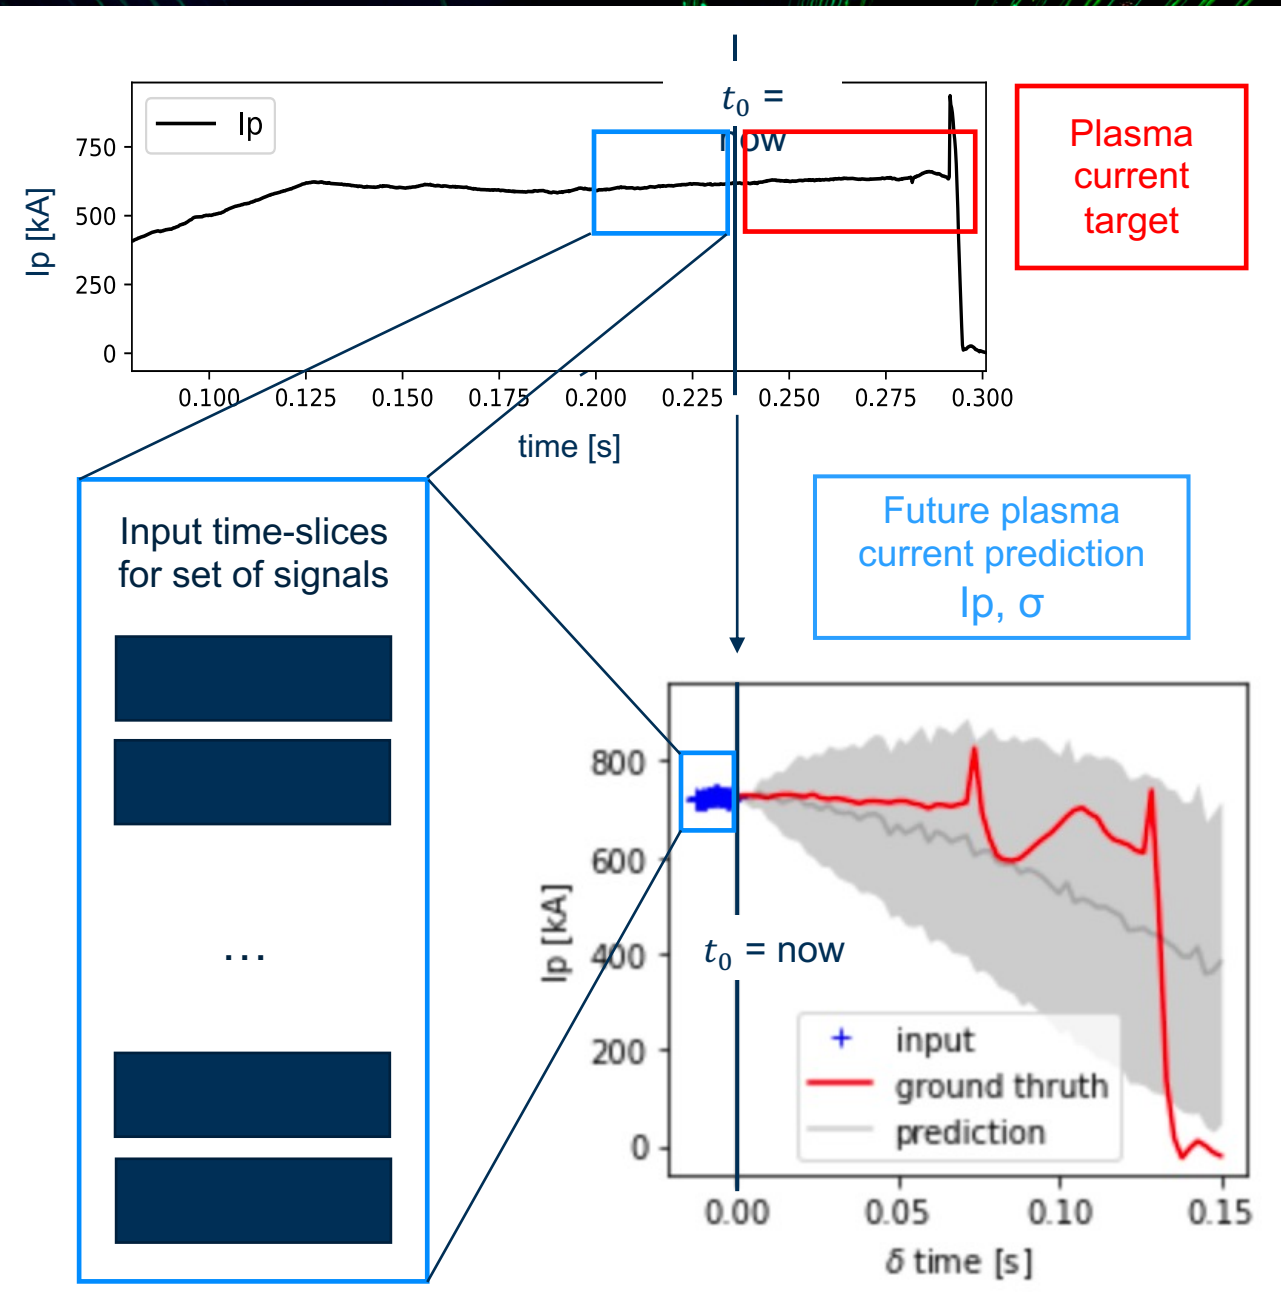 t₀ =
now
Ip
750
500
250
0
Ip [kA]
0.100 0.125 0.150 0.175 0.200 0.225 0.250 0.275 0.300
time [s]
Plasma
current
target
Input time-slices
for set of signals
...
Future plasma
current prediction
Ip, σ
800
600
400
200
0
Ip [kA]
t₀ = now
input
ground thruth
prediction
0.00 0.05 0.10 0.15
δ time [s]